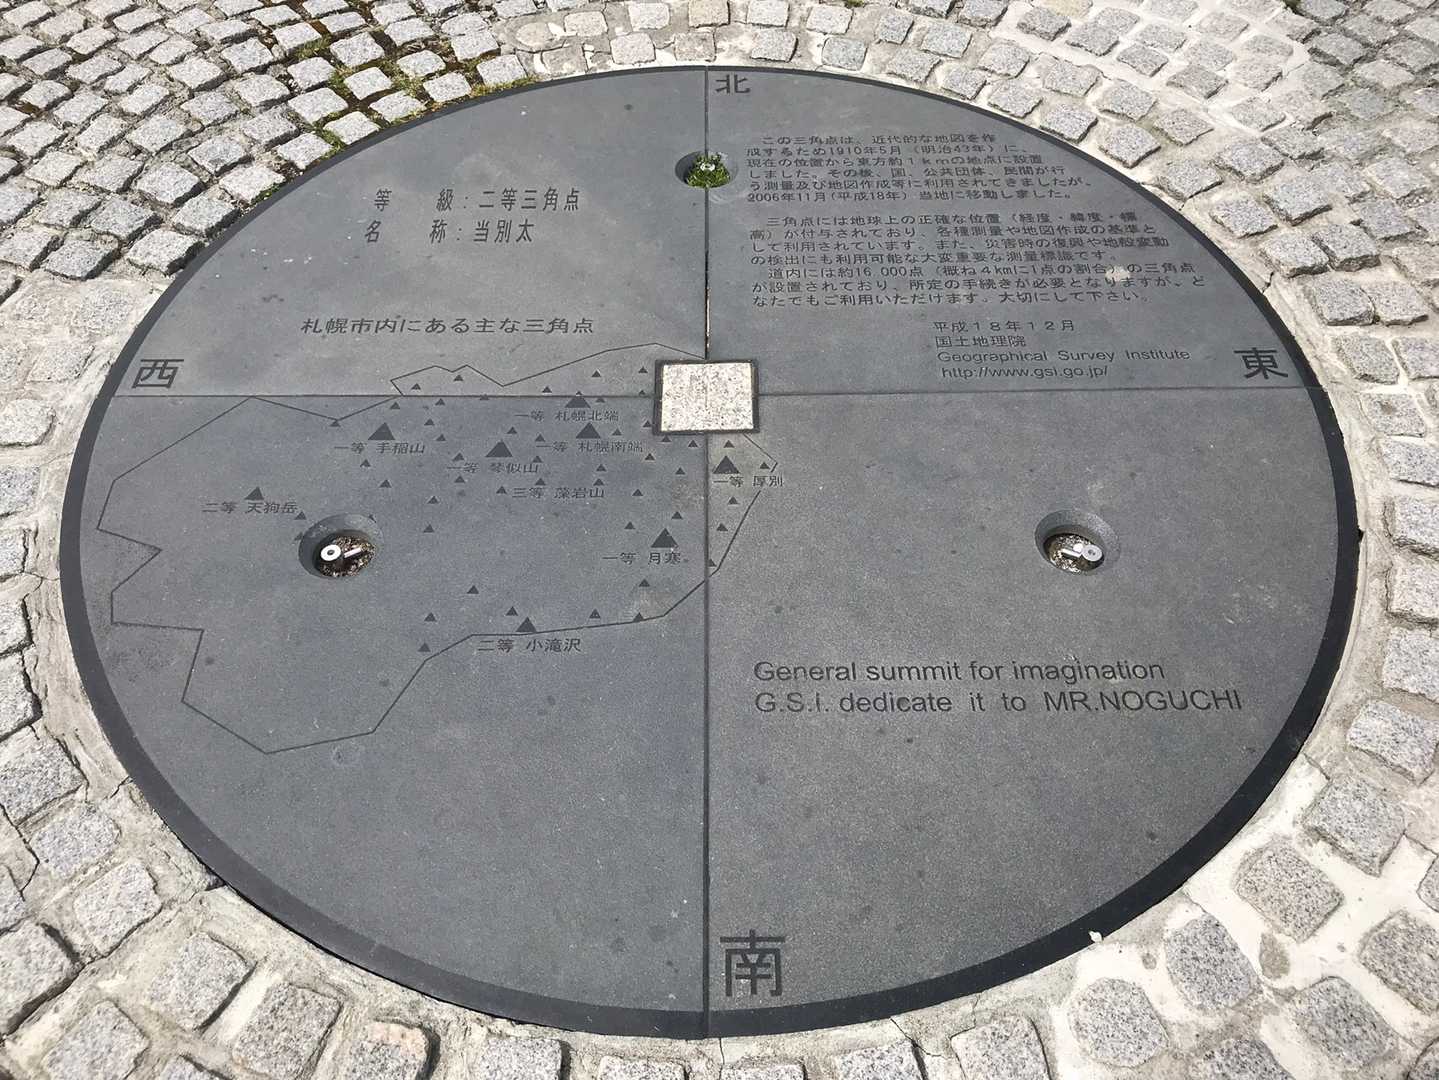 北
等　級：二等三角点
名　称：当別太
この三角点は、近代的な地図を作
成するため1910年5月（明治43年）に、
現在の位置から東方約１ｋｍの地点に設置
しました。その後、国、公共団体、民間が行
う測量及び地図作成等に利用されてきましたが、
2006年11月(平成18年）当地に移動しました。
三角点には地球上の正確な位置（経度・緯度・標
高）が付与されており、各種測量や地図作成の基準と
して利用されています。また、災害時の復興や地殻変動
の検出にも利用可能な大変重要な測量標識です。
道内には約16,000点（概ね４kmに1点の割合）の三角点
が設置されており、所定の手続きが必要となりますが、ど
なたでもご利用いただけます。大切にして下さい。
平成１８年１２月
国土地理院
Geographical Survey Institute
http://www.gsi.go.jp/
札幌市内にある主な三角点
西
東
一等 札幌北端
一等 手稲山
一等 札幌南端
一等 琴似山
一等 厚別
三等 藻岩山
二等 天狗岳
一等 月寒
二等 小滝沢
General summit for imagination
G.S.I. dedicate it to MR.NOGUCHI
南